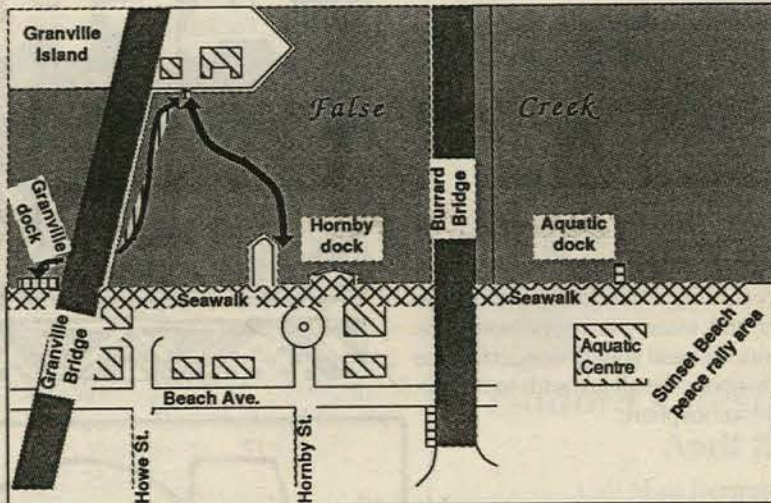 Granville
Island
False
Creek
Granville
dock
Burrard
Bridge
Hornby
dock
Aquatic
dock
Seawalk
Seawalk
Granville
Bridge
Aquatic
Centre
Sunset Beach
peace rally area
Beach Ave.
Howe St.
Hornby St.